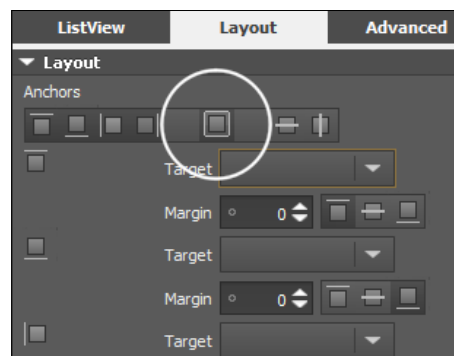 ListView Layout Advanced
Layout
Anchors
Target
Margin 0
Target
Margin 0
Target